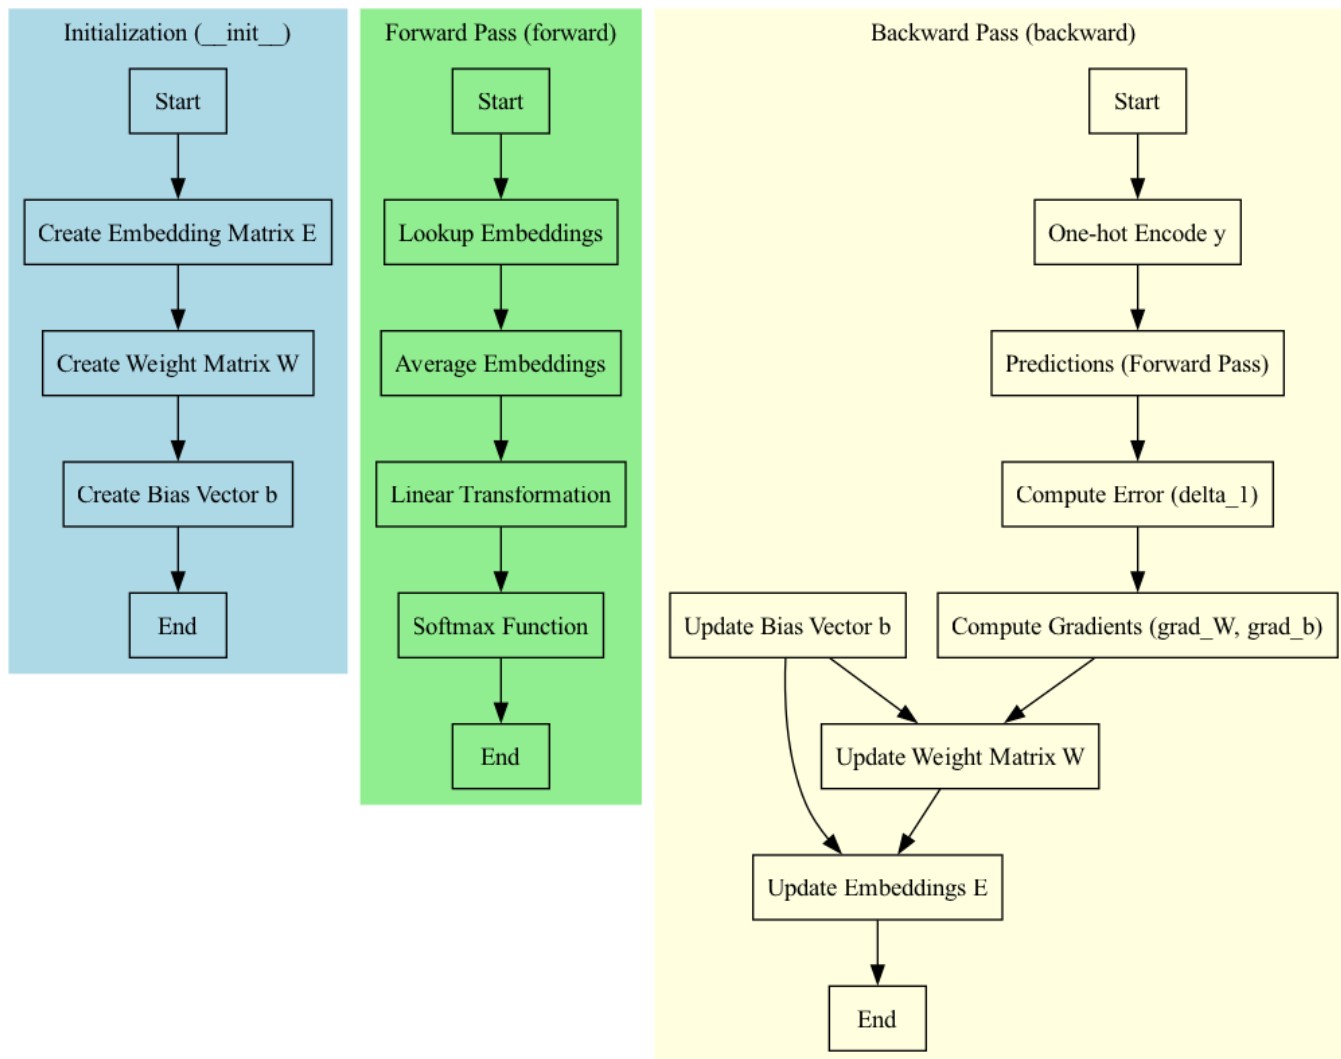 Initialization (__init__)
Start
Create Embedding Matrix E
Create Weight Matrix W
Create Bias Vector b
End
Forward Pass (forward)
Start
Lookup Embeddings
Average Embeddings
Linear Transformation
Softmax Function
End
Backward Pass (backward)
Start
One-hot Encode y
Predictions (Forward Pass)
Compute Error (delta_1)
Update Bias Vector b
Compute Gradients (grad_W, grad_b)
Update Weight Matrix W
Update Embeddings E
End